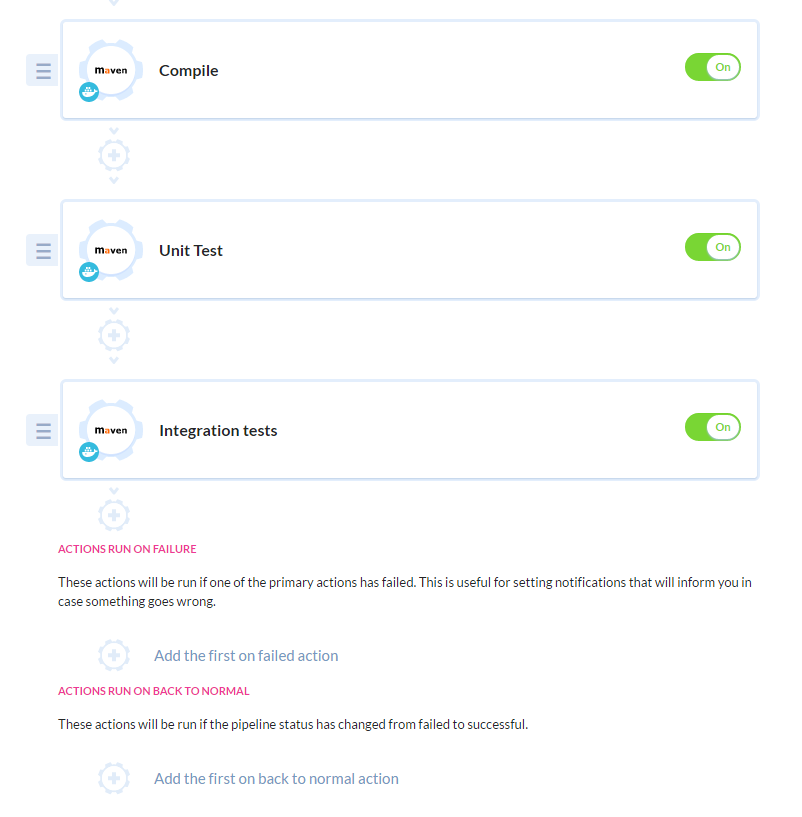 maven
Compile
On
maven
Unit Test
On
maven
Integration tests
On
ACTIONS RUN ON FAILURE
These actions will be run if one of the primary actions has failed. This is useful for setting notifications that will inform you in
case something goes wrong.
Add the first on failed action
ACTIONS RUN ON BACK TO NORMAL
These actions will be run if the pipeline status has changed from failed to successful.
Add the first on back to normal action